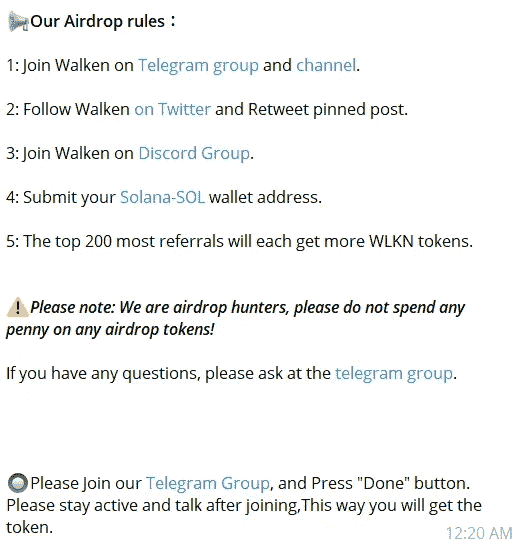 📢Our Airdrop rules：
1: Join Walken on Telegram group and channel.
2: Follow Walken on Twitter and Retweet pinned post.
3: Join Walken on Discord Group.
4: Submit your Solana-SOL wallet address.
5: The top 200 most referrals will each get more WLKN tokens.
⚠️Please note: We are airdrop hunters, please do not spend any
penny on any airdrop tokens!
If you have any questions, please ask at the telegram group.
🔘Please Join our Telegram Group, and Press "Done" button.
Please stay active and talk after joining,This way you will get the
token.
12:20 AM